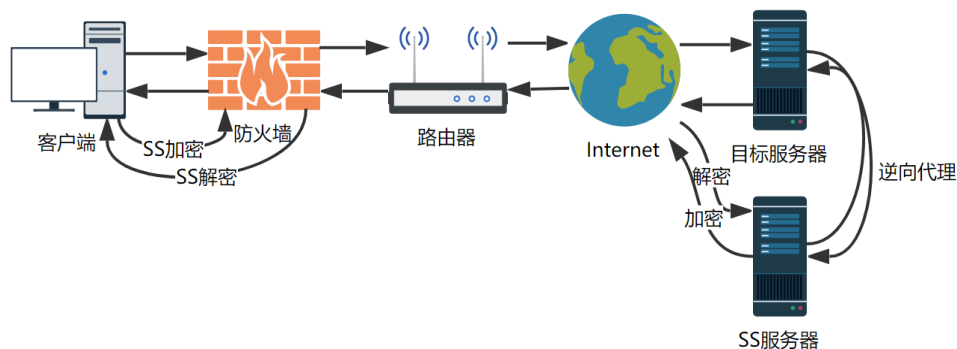 客户端
SS加密
防火墙
SS解密
路由器
Internet
目标服务器
解密
加密
逆向代理
SS服务器